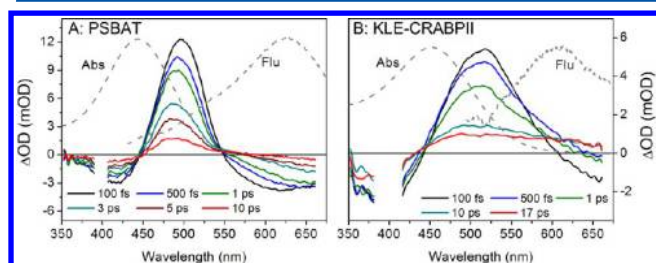 A: PSBAT
B: KLE-CRABPII
Abs
Flu
Abs
Flu
12
9
6
3
0
-3
-6
6
4
2
0
-2
ΔOD (mOD)
ΔOD (mOD)
100 fs 500 fs 1 ps
3 ps 5 ps 10 ps
100 fs 500 fs 1 ps
10 ps 17 ps
350 400 450 500 550 600 650
350 400 450 500 550 600 650
Wavelength (nm)
Wavelength (nm)